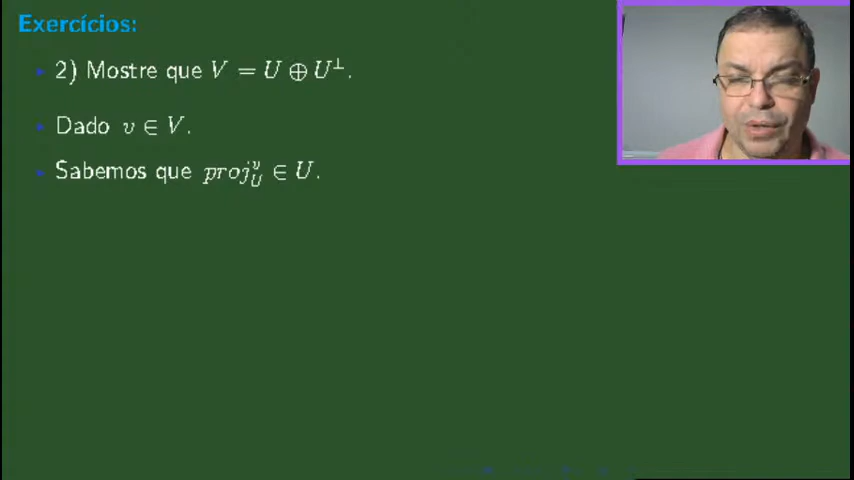 Exercícios:
2) Mostre que V = U ⊕ U⊥.
Dado v ∈ V.
Sabemos que proj_U^v ∈ U.